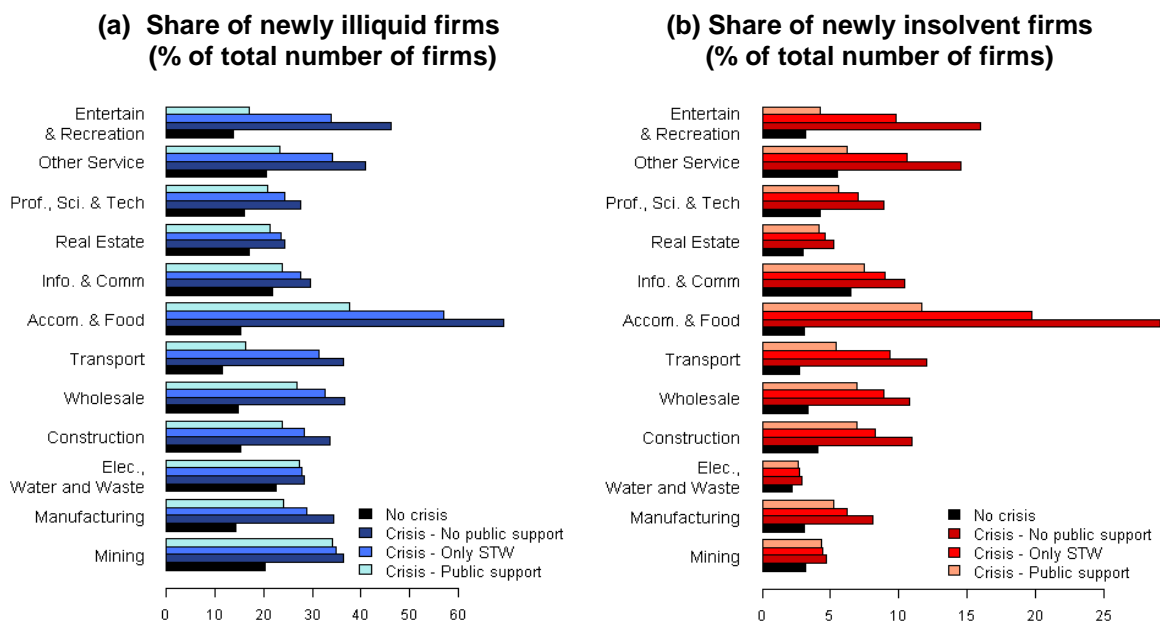 (a) Share of newly illiquid firms
(% of total number of firms)
Entertain
& Recreation
Other Service
Prof., Sci. & Tech
Real Estate
Info. & Comm
Accom. & Food
Transport
Wholesale
Construction
Elec.,
Water and Waste
Manufacturing
Mining
No crisis
Crisis - No public support
Crisis - Only STW
Crisis - Public support
0 10 20 30 40 50 60
(b) Share of newly insolvent firms
(% of total number of firms)
Entertain
& Recreation
Other Service
Prof., Sci. & Tech
Real Estate
Info. & Comm
Accom. & Food
Transport
Wholesale
Construction
Elec.,
Water and Waste
Manufacturing
Mining
No crisis
Crisis - No public support
Crisis - Only STW
Crisis - Public support
0 5 10 15 20 25